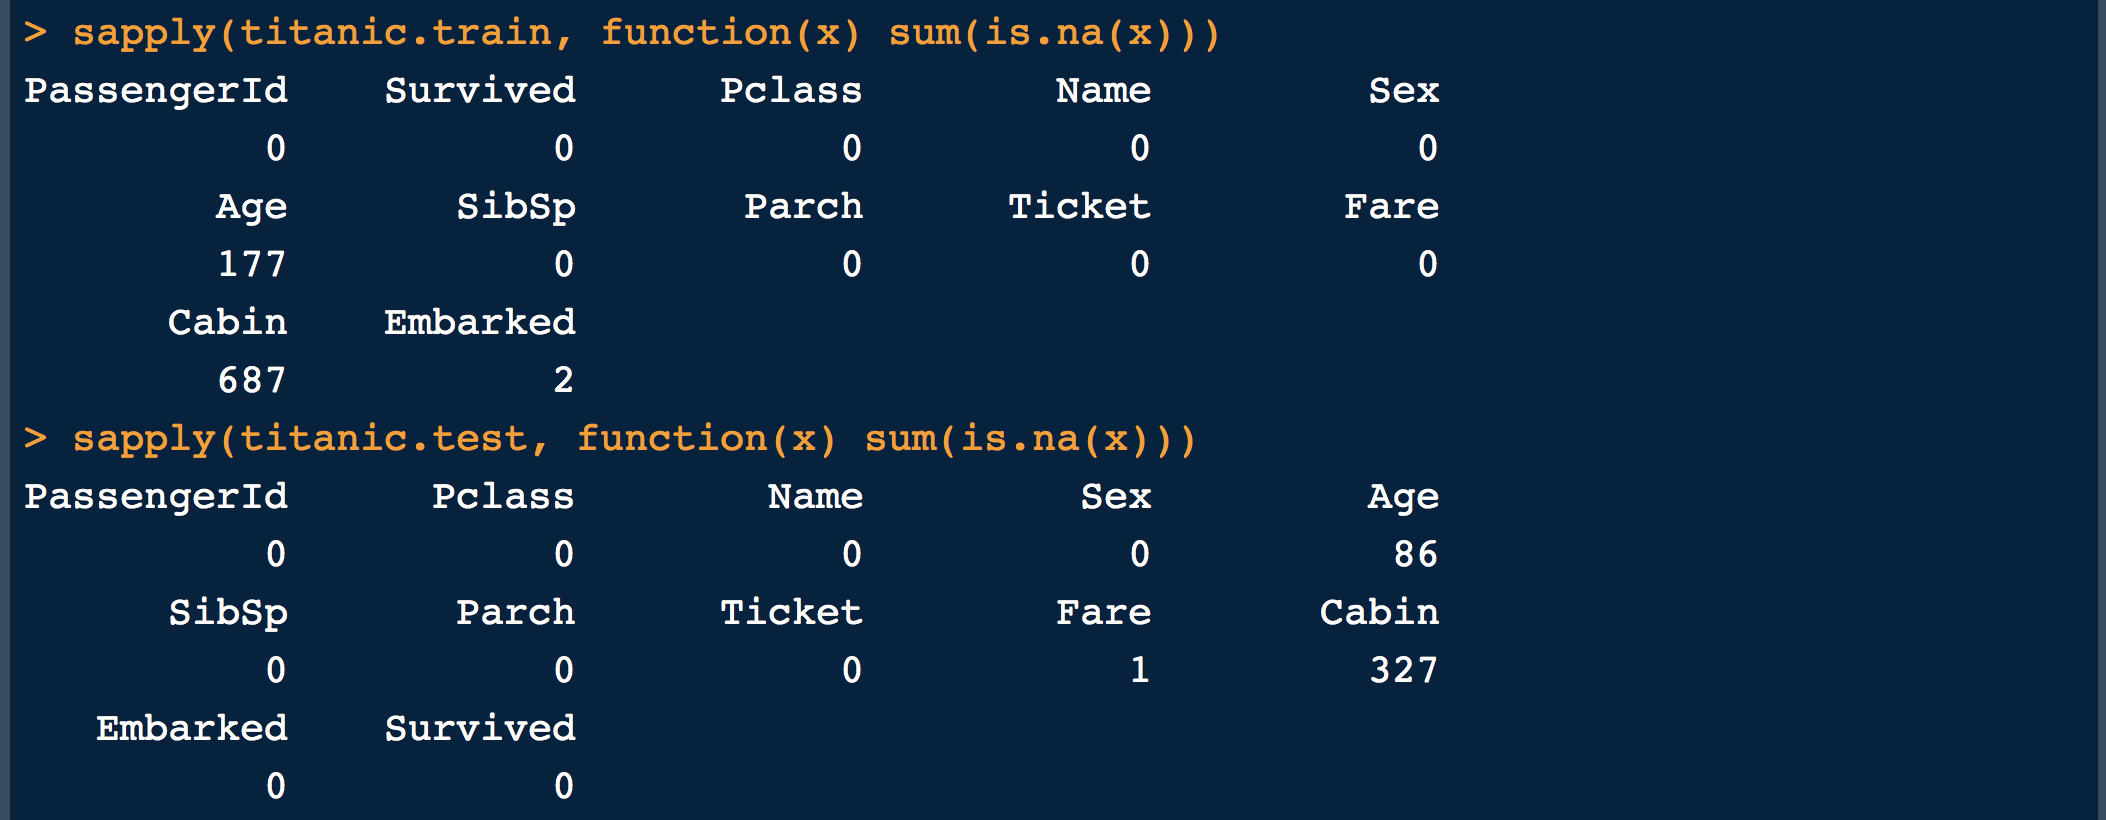 > sapply(titanic.train, function(x) sum(is.na(x)))
PassengerId    Survived      Pclass        Name         Sex
          0           0           0           0           0
        Age       SibSp       Parch      Ticket        Fare
        177           0           0           0           0
      Cabin    Embarked
        687           2
> sapply(titanic.test, function(x) sum(is.na(x)))
PassengerId      Pclass        Name         Sex         Age
          0           0           0           0          86
      SibSp       Parch      Ticket        Fare       Cabin
          0           0           0           1         327
   Embarked    Survived
          0           0